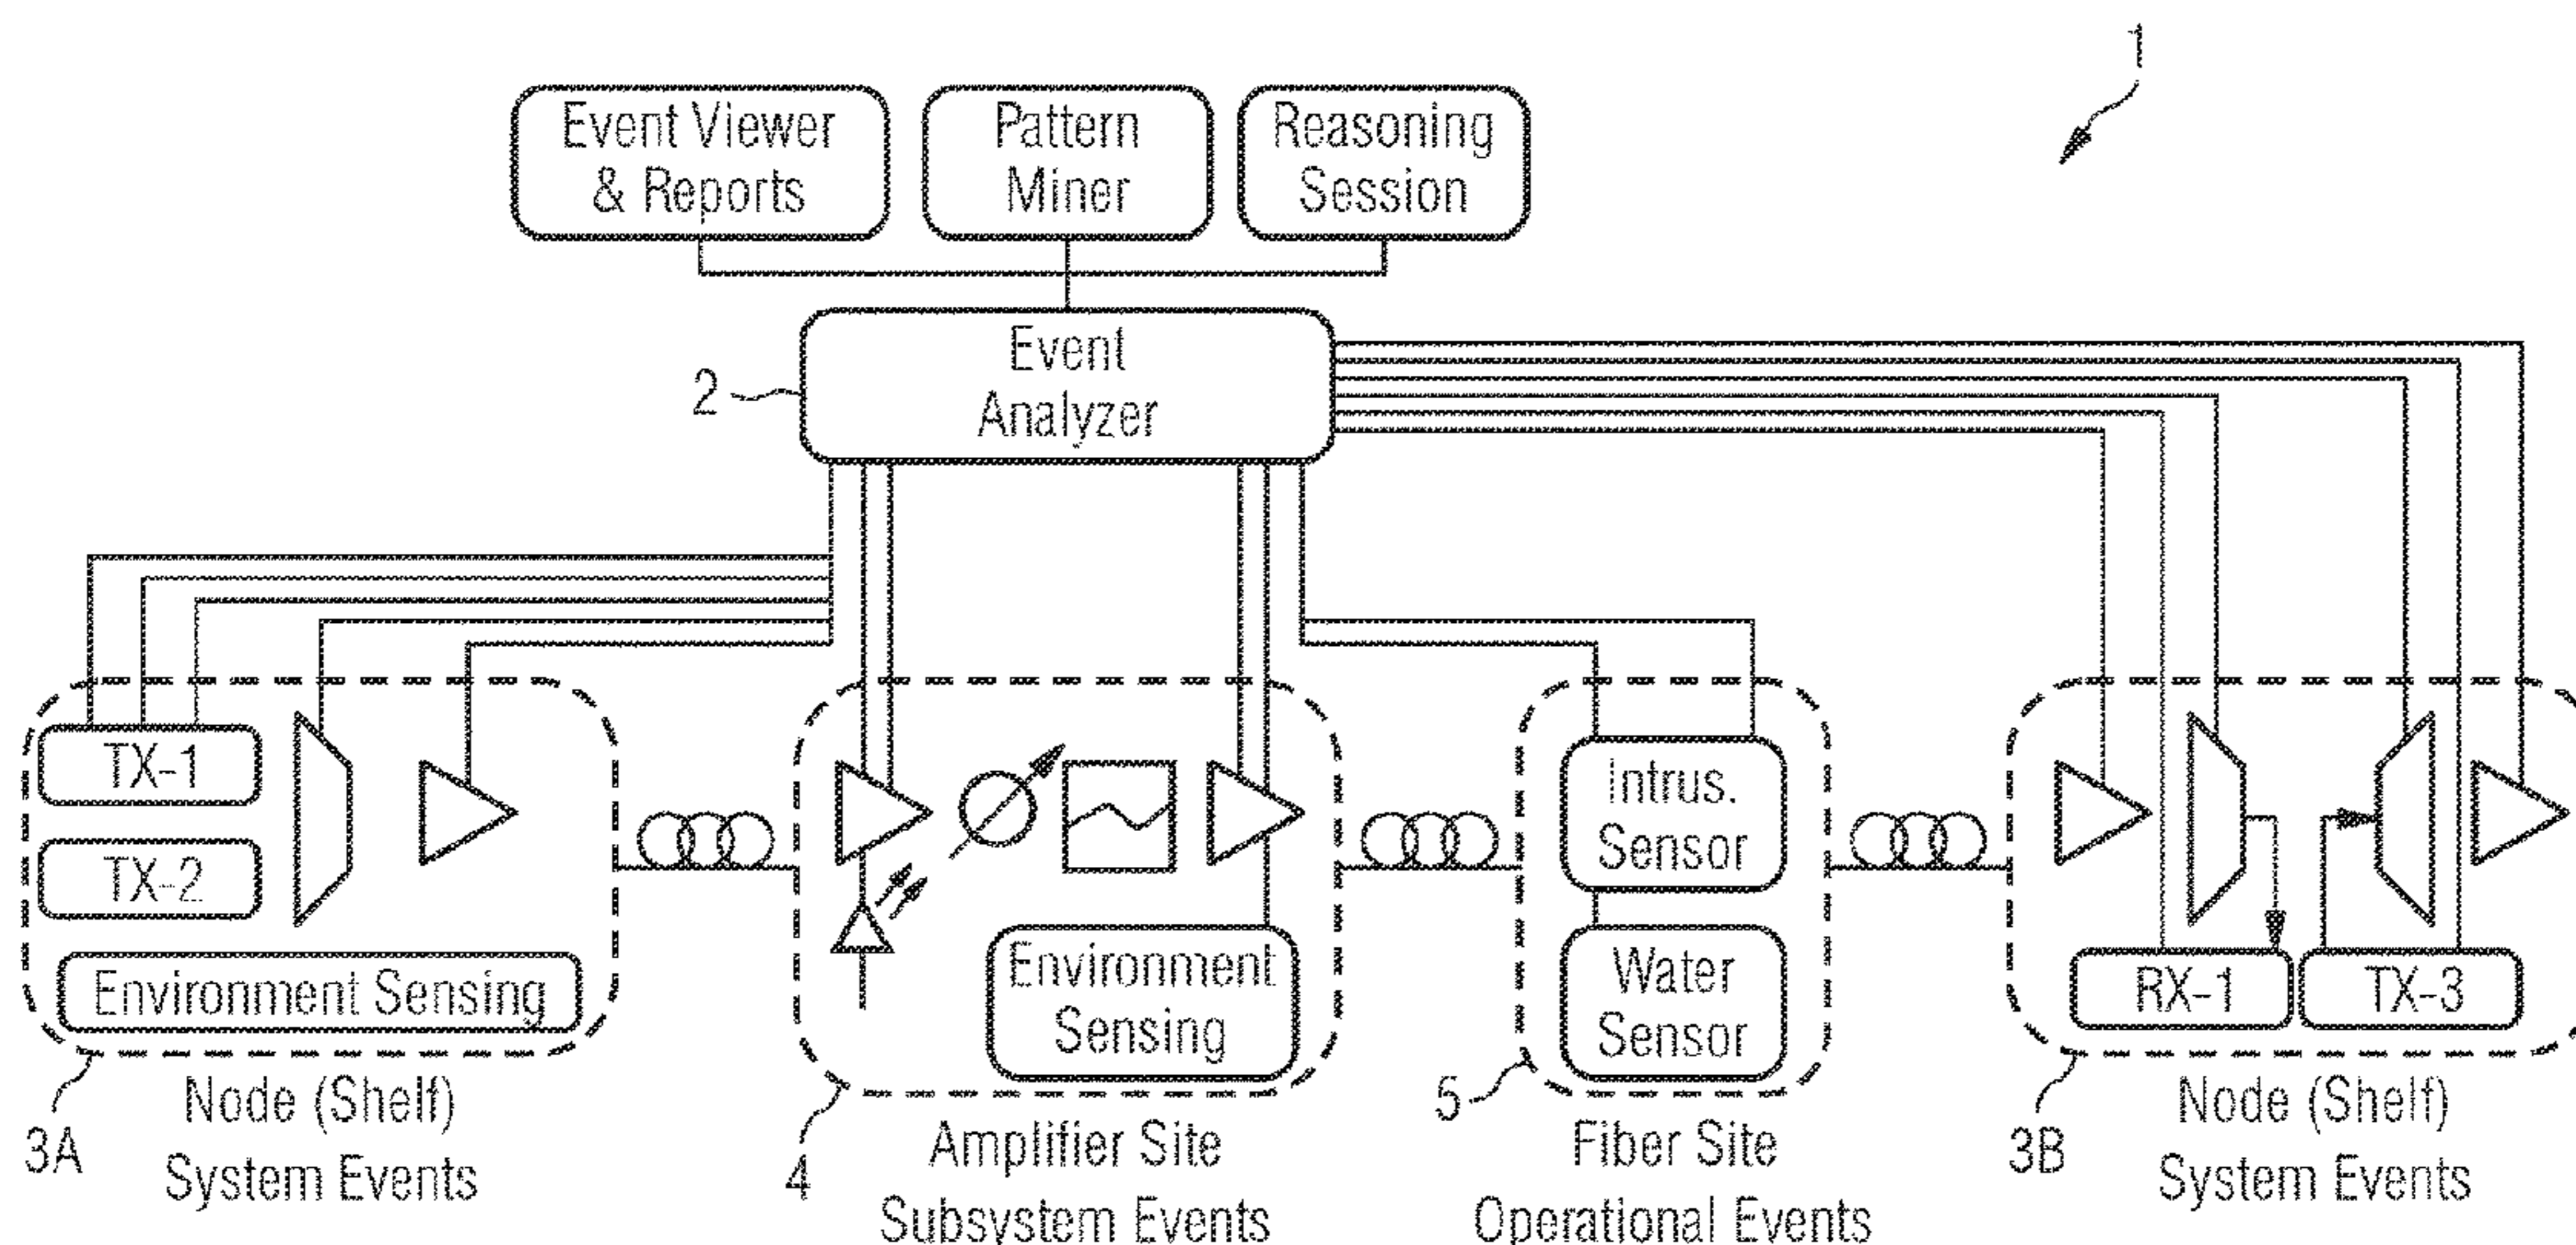 1
Event Viewer
& Reports
Pattern
Miner
Reasoning
Session
2
Event
Analyzer
TX-1
TX-2
Environment Sensing
3A
Node (Shelf)
System Events
Environment
Sensing
4
Amplifier Site
Subsystem Events
Intrus.
Sensor
Water
Sensor
5
Fiber Site
Operational Events
RX-1
TX-3
3B
Node (Shelf)
System Events